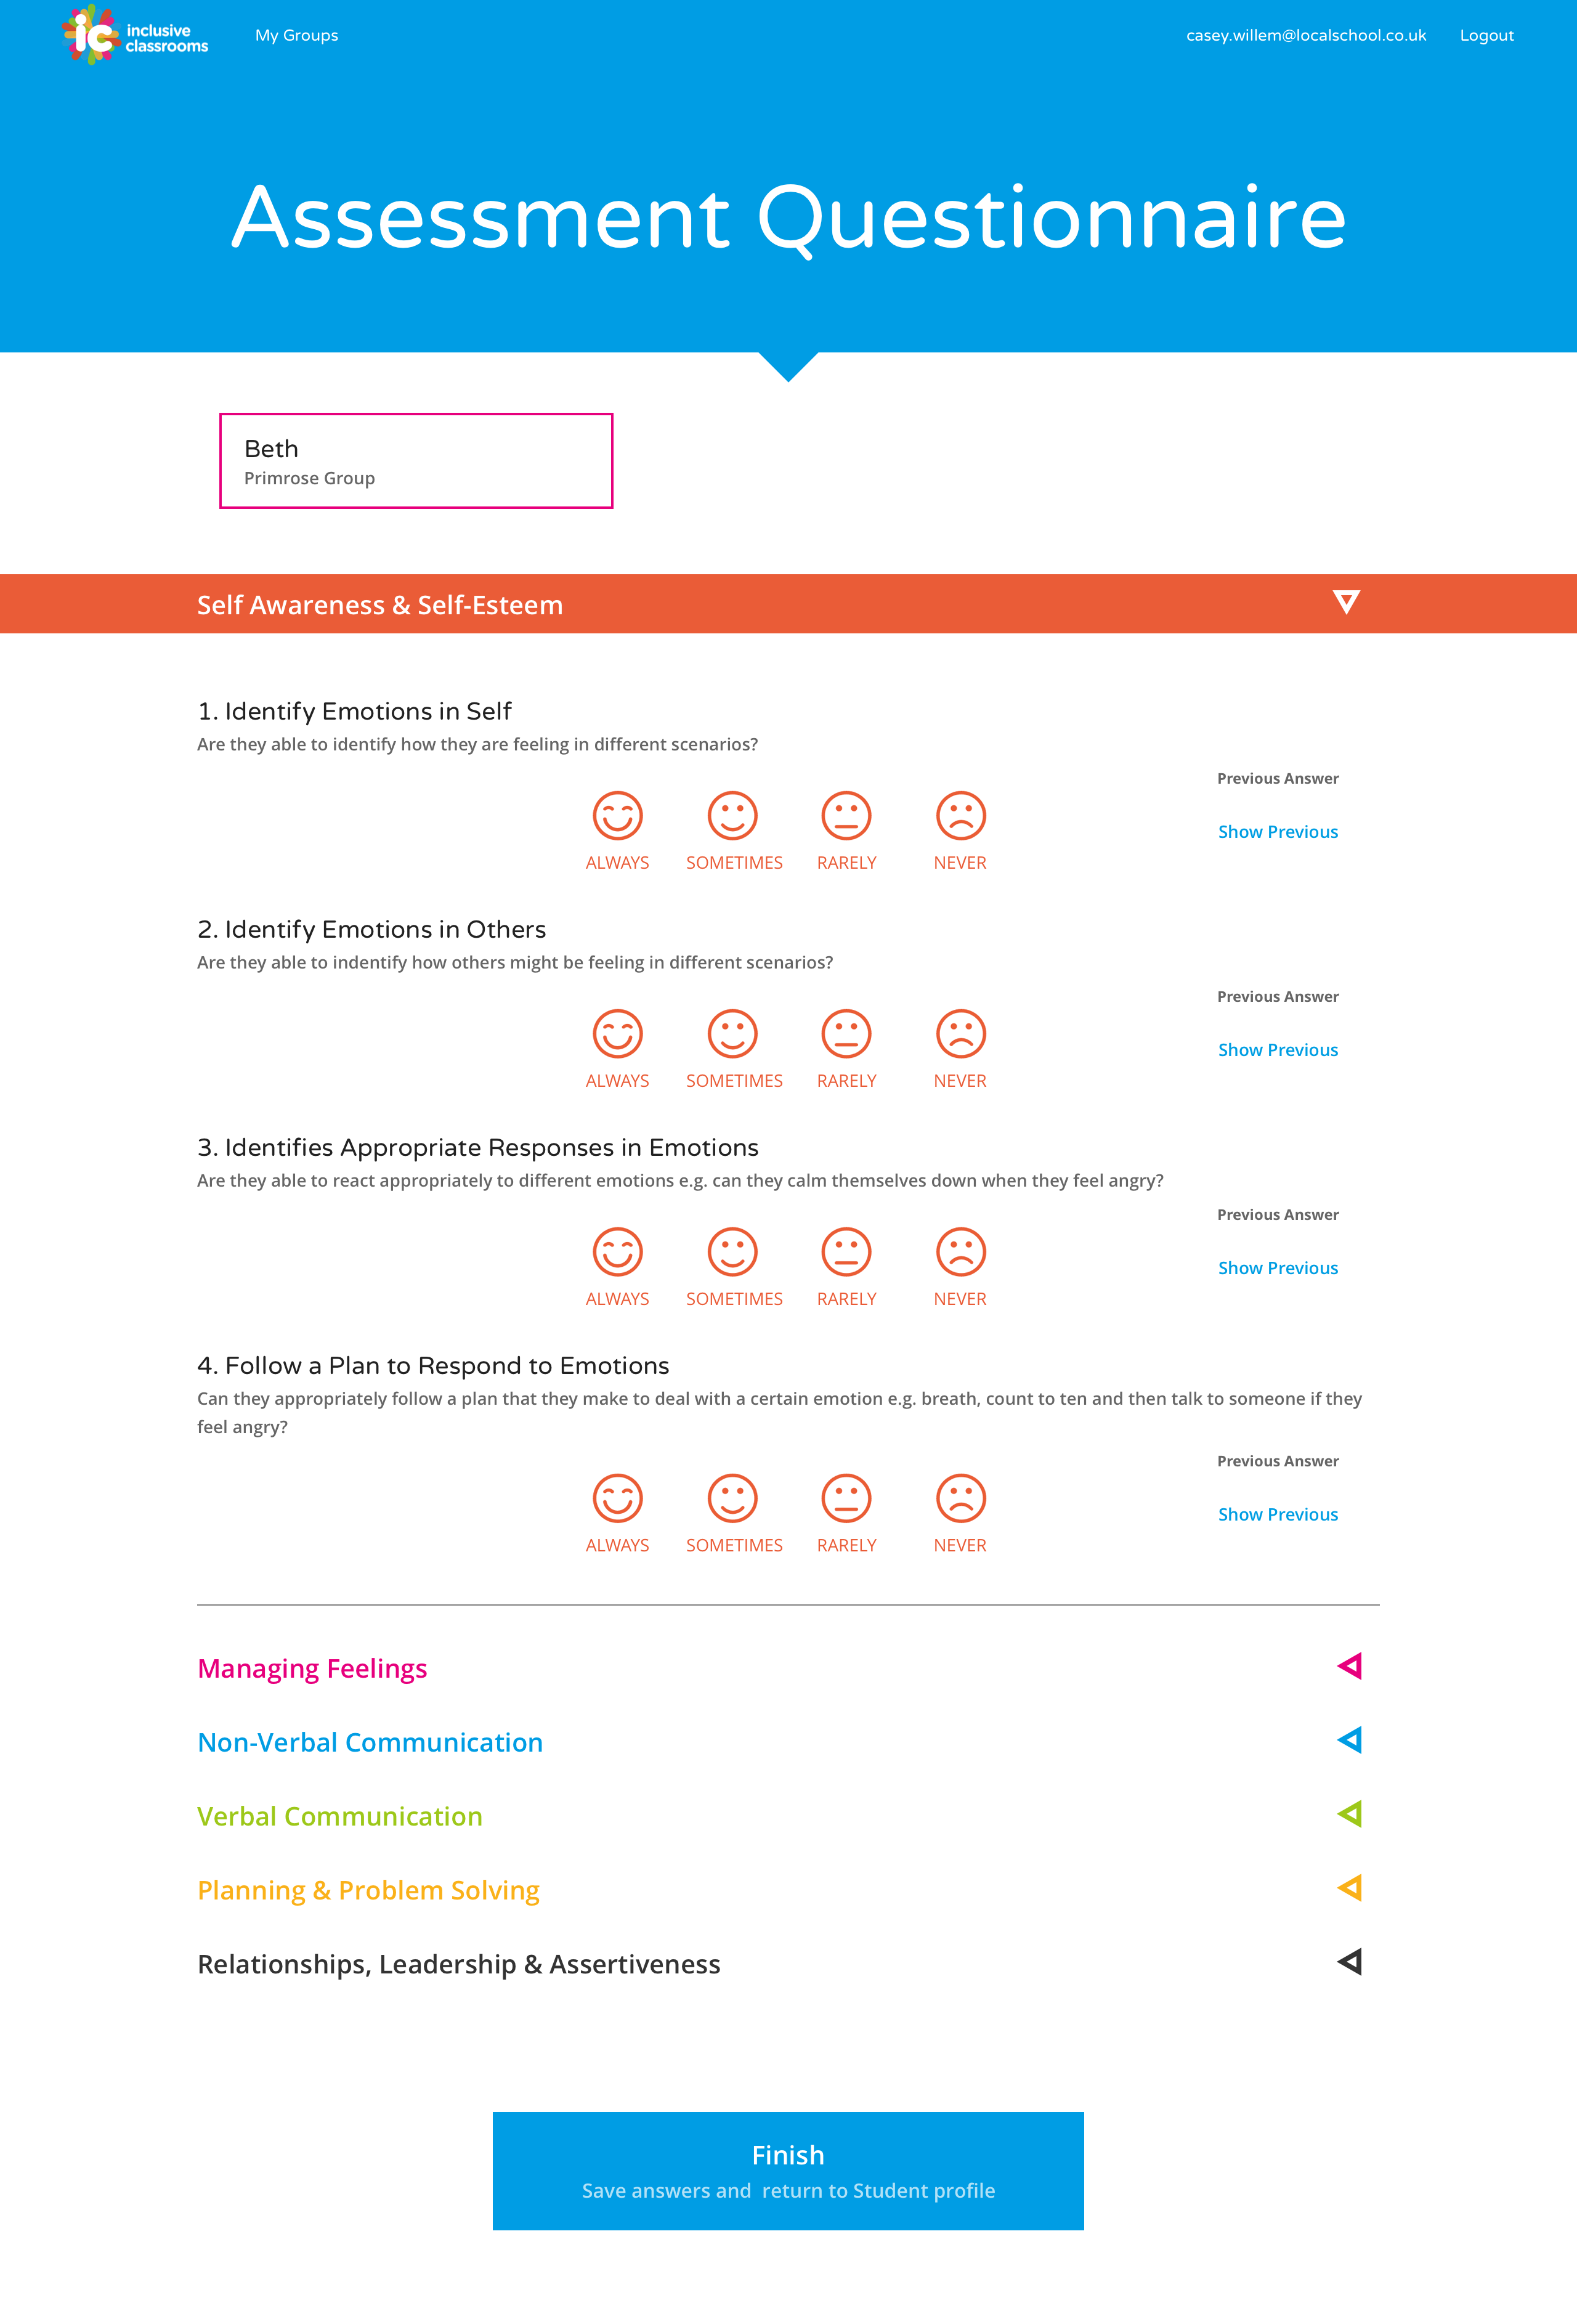 ic inclusive
classrooms
My Groups
casey.willem@localschool.co.uk
Logout
Assessment Questionnaire
Beth
Primrose Group
Self Awareness & Self-Esteem
1. Identify Emotions in Self
Are they able to identify how they are feeling in different scenarios?
Previous Answer
Show Previous
ALWAYS SOMETIMES RARELY NEVER
2. Identify Emotions in Others
Are they able to indentify how others might be feeling in different scenarios?
Previous Answer
Show Previous
ALWAYS SOMETIMES RARELY NEVER
3. Identifies Appropriate Responses in Emotions
Are they able to react appropriately to different emotions e.g. can they calm themselves down when they feel angry?
Previous Answer
Show Previous
ALWAYS SOMETIMES RARELY NEVER
4. Follow a Plan to Respond to Emotions
Can they appropriately follow a plan that they make to deal with a certain emotion e.g. breath, count to ten and then talk to someone if they
feel angry?
Previous Answer
Show Previous
ALWAYS SOMETIMES RARELY NEVER
Managing Feelings
Non-Verbal Communication
Verbal Communication
Planning & Problem Solving
Relationships, Leadership & Assertiveness
Finish
Save answers and return to Student profile